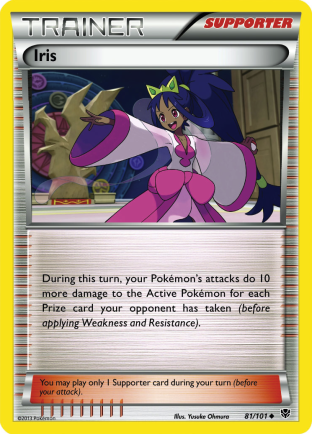 TRAINER SUPPORTER
Iris
During this turn, your Pokémon's attacks do 10
more damage to the Active Pokémon for each
Prize card your opponent has taken (before
applying Weakness and Resistance).
You may play only 1 Supporter card during your turn (before
your attack).
©2013 Pokémon Illus. Yusuke Ohmura 81/101